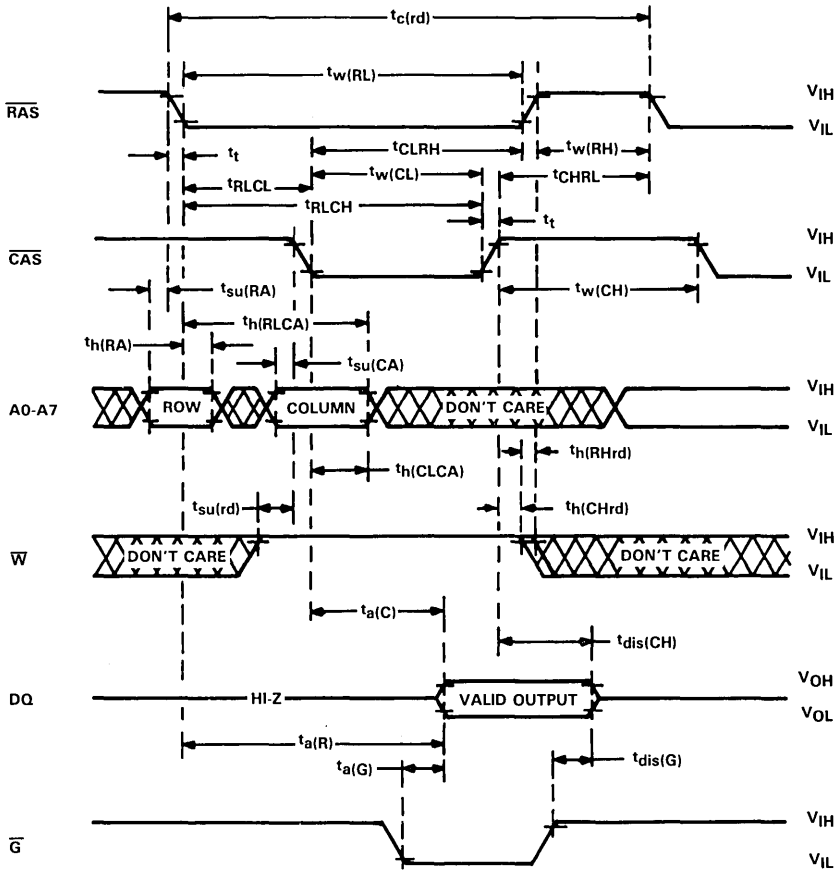 tc(rd)
tw(RL)
RAS
VIH
VIL
tt
tCLRH
tw(RH)
tRLCL
tw(CL)
tCHRL
tRLCH
tt
CAS
VIH
VIL
tsu(RA)
tw(CH)
th(RLCA)
th(RA)
tsu(CA)
A0-A7
ROW
COLUMN
DON'T CARE
VIH
VIL
th(RHrd)
th(CLCA)
tsu(rd)
th(CHrd)
W
DON'T CARE
DON'T CARE
VIH
VIL
ta(C)
tdis(CH)
DQ
HI-Z
VALID OUTPUT
VOH
VOL
ta(R)
ta(G)
tdis(G)
G
VIH
VIL